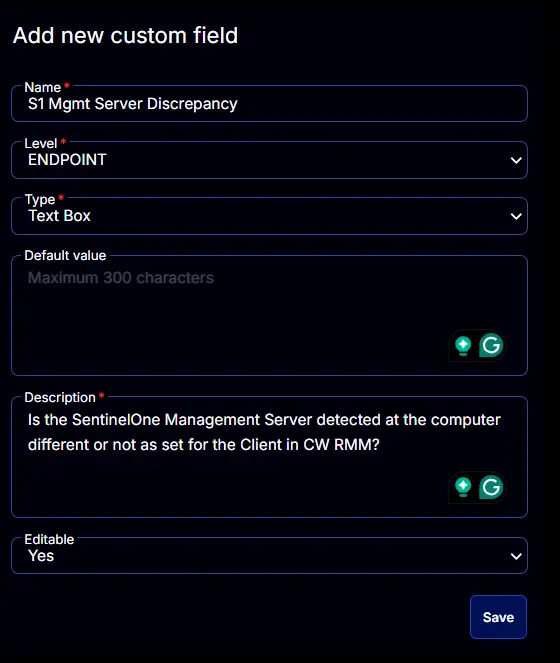 Add new custom field
Name *
S1 Mgmt Server Discrepancy
Level *
ENDPOINT
Type *
Text Box
Default value
Maximum 300 characters
Description *
Is the SentinelOne Management Server detected at the computer
different or not as set for the Client in CW RMM?
Editable
Yes
Save